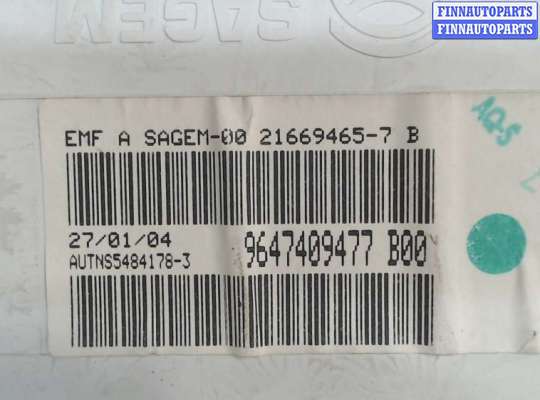 FINNAUTOPARTS
FINNAUTOPARTS
SAGEM
EMF A SAGEM-00 21669465-7 B
27/01/04
9647409477 B00
AUTNS5484178-3